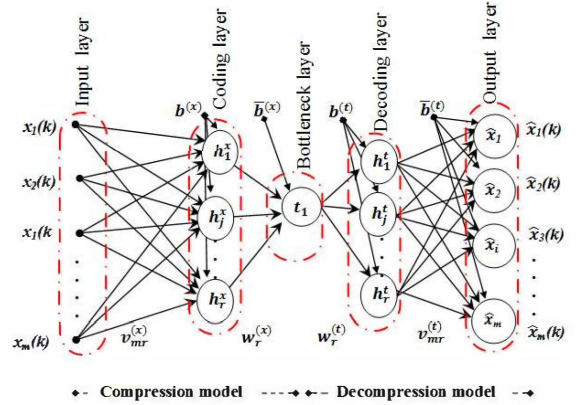 Input layer
Coding layer
Bottleneck layer
Decoding layer
Output layer
x₁(k)
x₂(k)
x₁(k
xₘ(k)
b⁽ˣ⁾
h₁ˣ
hⱼˣ
hᵣˣ
vₘᵣ⁽ˣ⁾
b̅⁽ˣ⁾
t₁
wᵣ⁽ˣ⁾
b⁽ᵗ⁾
h₁ᵗ
hⱼᵗ
hᵣᵗ
wᵣ⁽ᵗ⁾
b̅⁽ᵗ⁾
x̂₁
x̂₂
x̂ᵢ
x̂ₘ
vₘᵣ⁽ᵗ⁾
x̂₁(k)
x̂₂(k)
x̂₃(k)
x̂ₘ(k)
Compression model
Decompression model